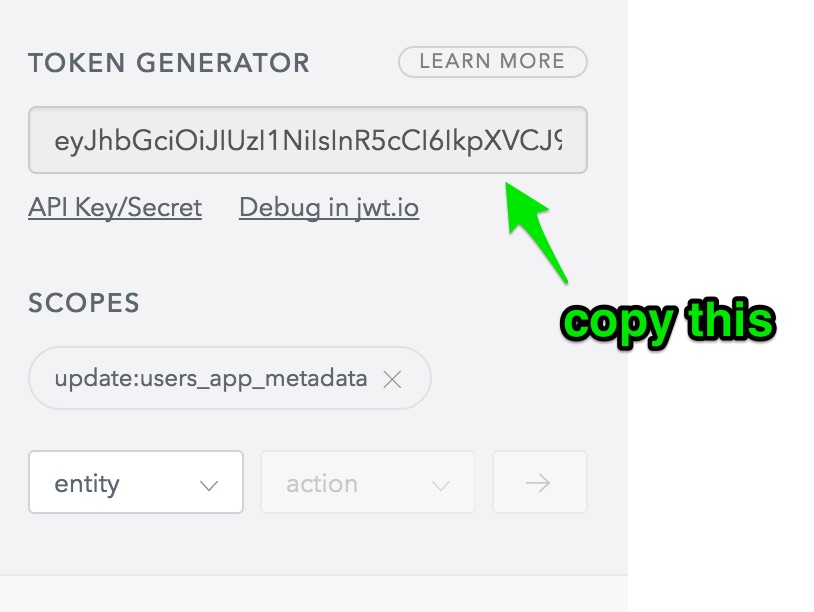 TOKEN GENERATOR LEARN MORE
eyJhbGciOiJIUzI1NiIsInR5cCI6IkpXVCJ9
API Key/Secret Debug in jwt.io
SCOPES
copy this
update:users_app_metadata
entity action